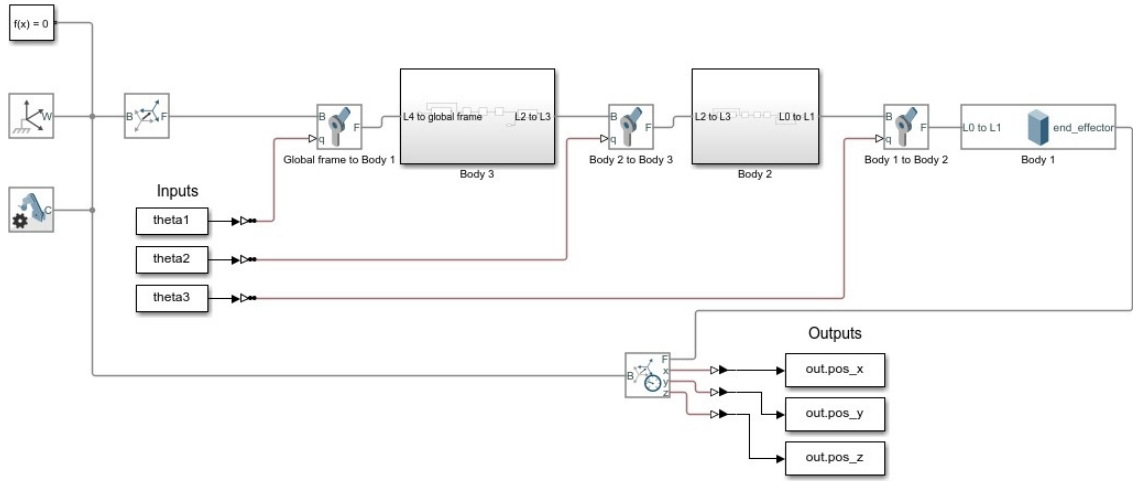 f(x) = 0
W
B
F
B
q
F
Global frame to Body 1
L4 to global frame
L2 to L3
Body 3
B
q
F
Body 2 to Body 3
L2 to L3
L0 to L1
Body 2
B
q
F
Body 1 to Body 2
L0 to L1
end_effector
Body 1
C
Inputs
theta1
theta2
theta3
Outputs
B
F
x
y
z
out.pos_x
out.pos_y
out.pos_z